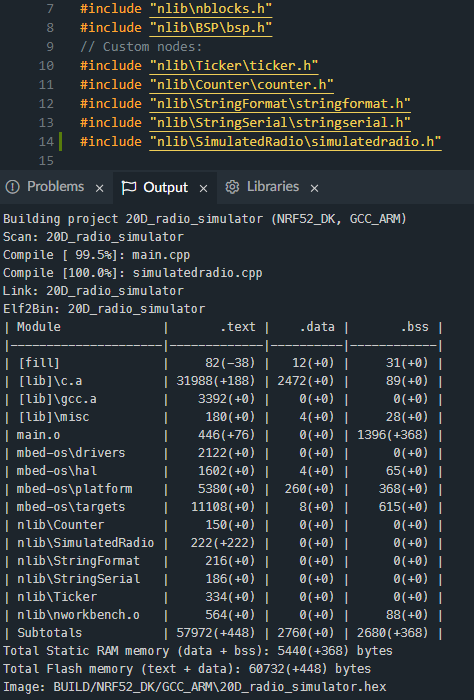 7 #include "nlib\nblocks.h"
8 #include "nlib\BSP\bsp.h"
9 // Custom nodes:
10 #include "nlib\Ticker\ticker.h"
11 #include "nlib\Counter\counter.h"
12 #include "nlib\StringFormat\stringformat.h"
13 #include "nlib\StringSerial\stringserial.h"
14 #include "nlib\SimulatedRadio\simulatedradio.h"
15
Problems × Output × Libraries ×
Building project 20D_radio_simulator (NRF52_DK, GCC_ARM)
Scan: 20D_radio_simulator
Compile [ 99.5%]: main.cpp
Compile [100.0%]: simulatedradio.cpp
Link: 20D_radio_simulator
Elf2Bin: 20D_radio_simulator
| Module | .text | .data | .bss |
|--------------------|------------|----------|------------|
| [fill] | 82(-38) | 12(+0) | 31(+0) |
| [lib]\c.a | 31988(+188) | 2472(+0) | 89(+0) |
| [lib]\gcc.a | 3392(+0) | 0(+0) | 0(+0) |
| [lib]\misc | 180(+0) | 4(+0) | 28(+0) |
| main.o | 446(+76) | 0(+0) | 1396(+368) |
| mbed-os\drivers | 2122(+0) | 0(+0) | 0(+0) |
| mbed-os\hal | 1602(+0) | 4(+0) | 65(+0) |
| mbed-os\platform | 5380(+0) | 260(+0) | 368(+0) |
| mbed-os\targets | 11108(+0) | 8(+0) | 615(+0) |
| nlib\Counter | 150(+0) | 0(+0) | 0(+0) |
| nlib\SimulatedRadio | 222(+222) | 0(+0) | 0(+0) |
| nlib\StringFormat | 216(+0) | 0(+0) | 0(+0) |
| nlib\StringSerial | 186(+0) | 0(+0) | 0(+0) |
| nlib\Ticker | 334(+0) | 0(+0) | 0(+0) |
| nlib\nworkbench.o | 564(+0) | 0(+0) | 88(+0) |
| Subtotals | 57972(+448) | 2760(+0) | 2680(+368) |
Total Static RAM memory (data + bss): 5440(+368) bytes
Total Flash memory (text + data): 60732(+448) bytes
Image: BUILD/NRF52_DK/GCC_ARM\20D_radio_simulator.hex